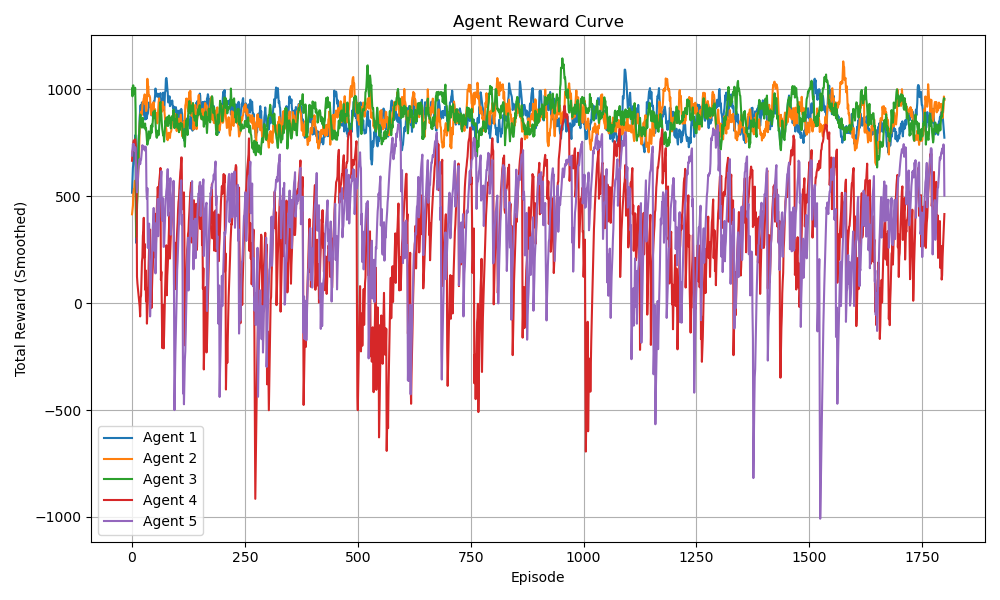 Agent Reward Curve
Total Reward (Smoothed)
1000
500
0
−500
−1000
Agent 1
Agent 2
Agent 3
Agent 4
Agent 5
0 250 500 750 1000 1250 1500 1750
Episode